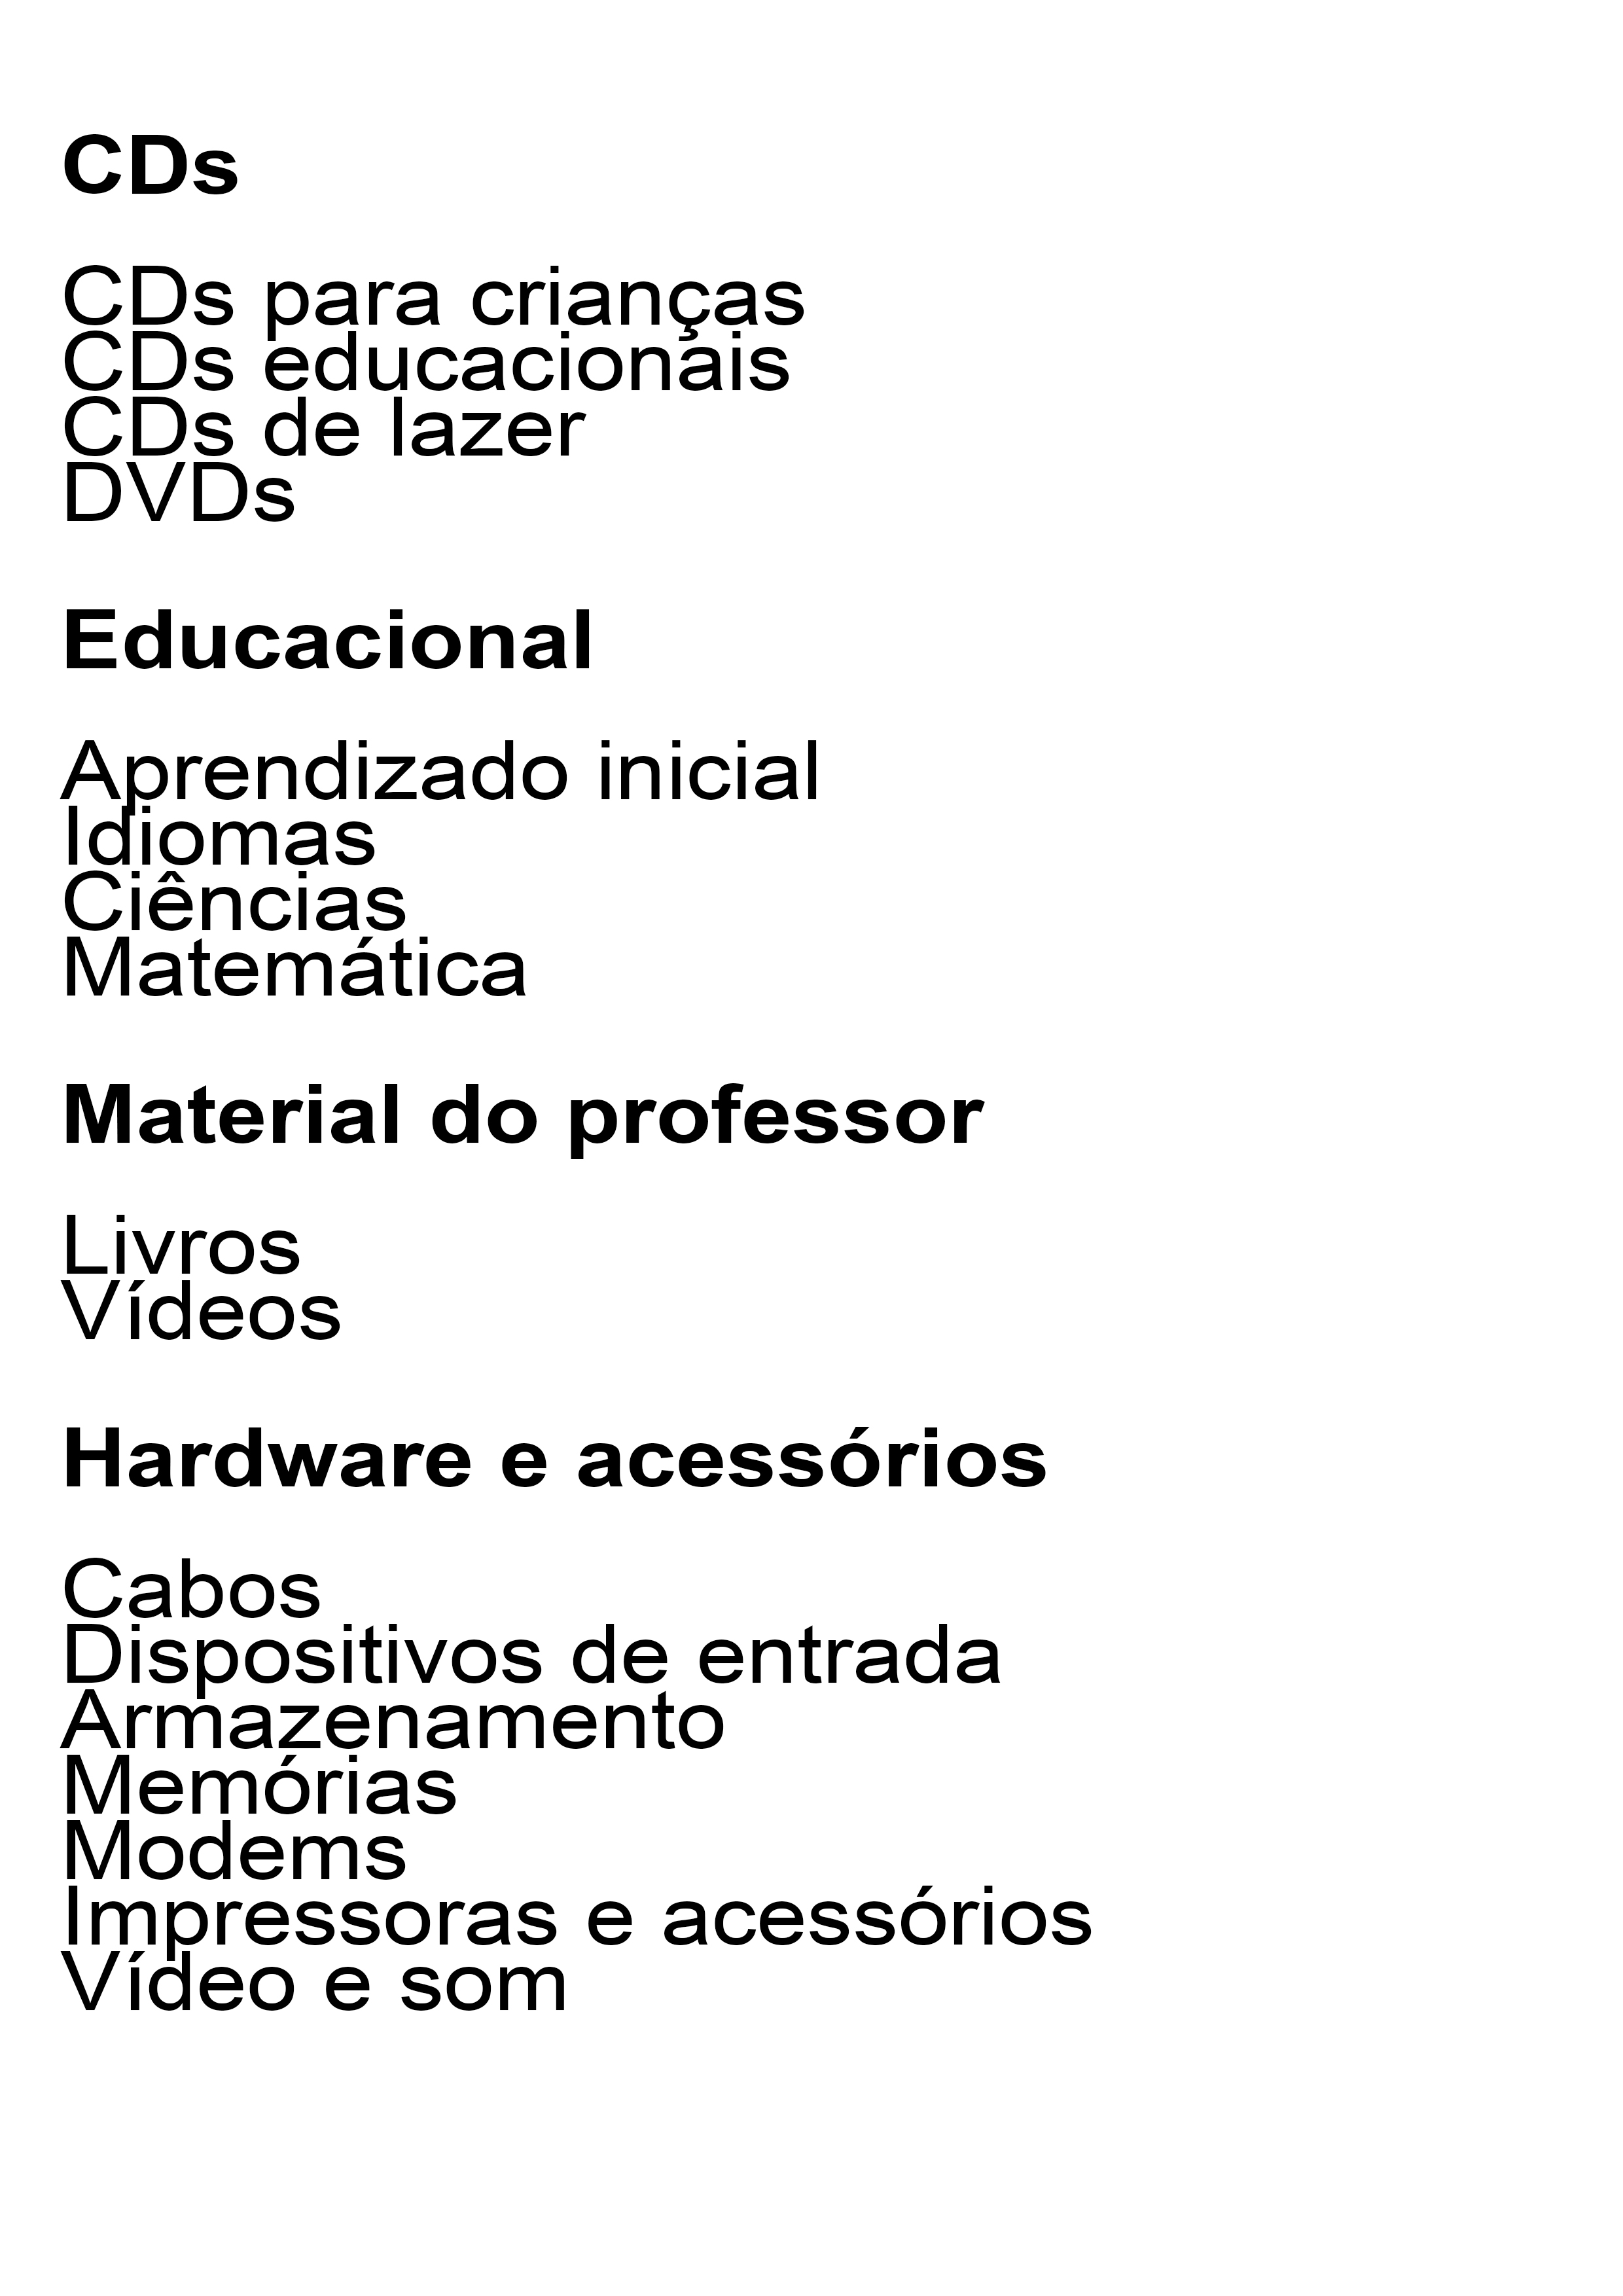 CDs
CDs para crianças
CDs educacionais
CDs de lazer
DVDs
Educacional
Aprendizado inicial
Idiomas
Ciências
Matemática
Material do professor
Livros
Vídeos
Hardware e acessórios
Cabos
Dispositivos de entrada
Armazenamento
Memórias
Modems
Impressoras e acessórios
Vídeo e som